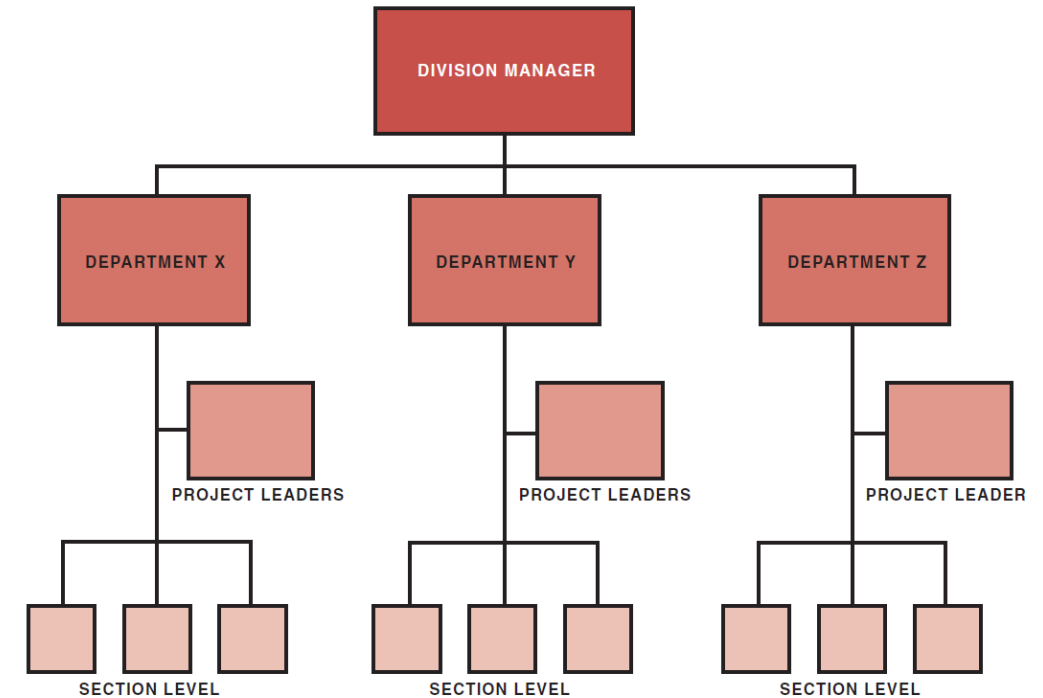 DIVISION MANAGER
DEPARTMENT X
DEPARTMENT Y
DEPARTMENT Z
PROJECT LEADERS
PROJECT LEADERS
PROJECT LEADER
SECTION LEVEL
SECTION LEVEL
SECTION LEVEL